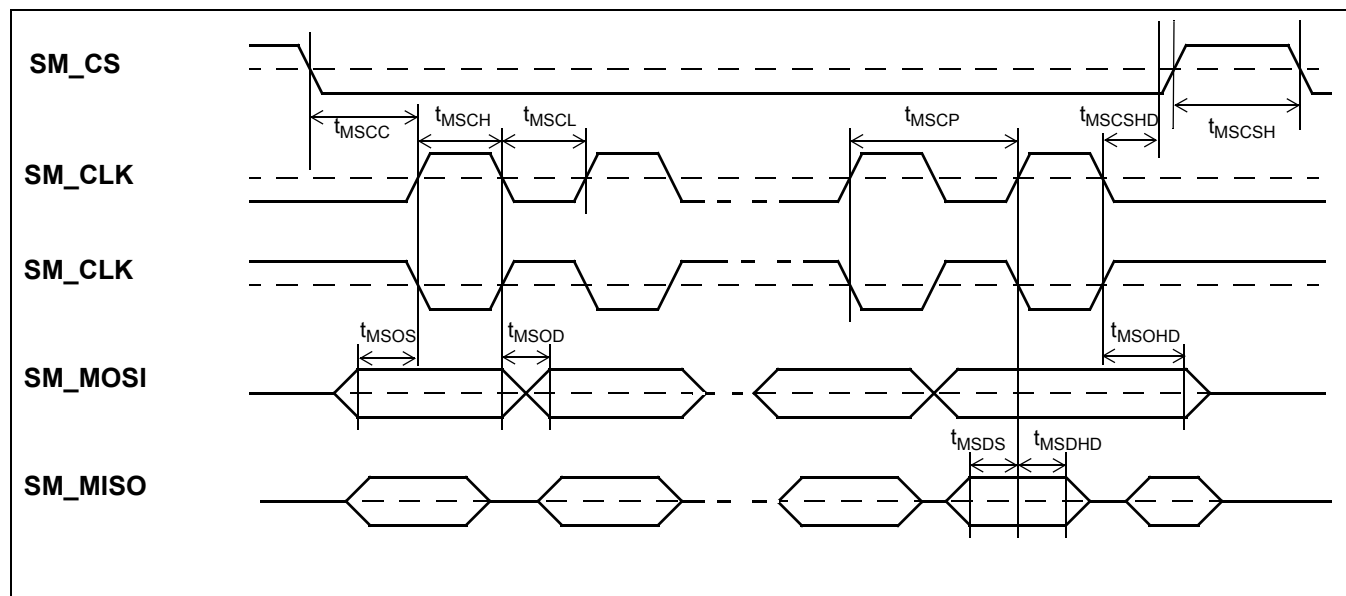 SM_CS
tMSCC
tMSCH
tMSCL
tMSCP
tMSCSHD
tMSCSH
SM_CLK
SM_CLK
tMSOS
tMSOD
tMSOHD
SM_MOSI
tMSDS
tMSDHD
SM_MISO